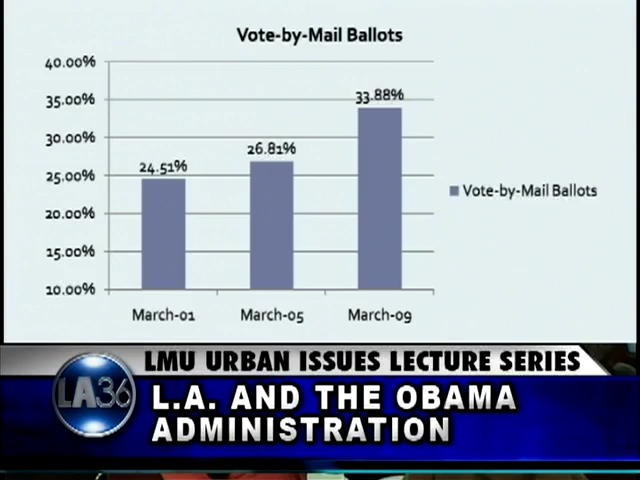 Vote-by-Mail Ballots
40.00%
35.00%
30.00%
25.00%
20.00%
15.00%
10.00%
24.51%
26.81%
33.88%
March-01
March-05
March-09
Vote-by-Mail Ballots
LMU URBAN ISSUES LECTURE SERIES
LA36
L.A. AND THE OBAMA
ADMINISTRATION